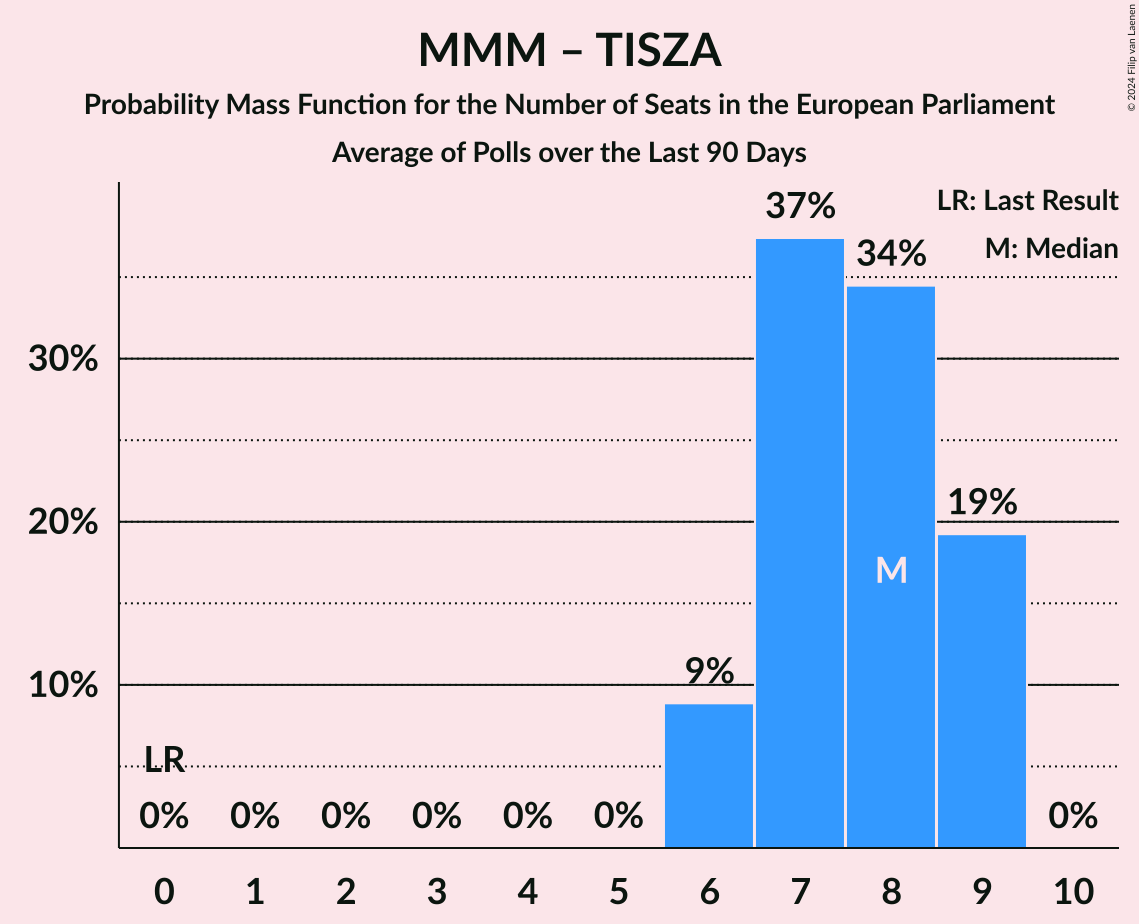 MMM – TISZA
Probability Mass Function for the Number of Seats in the European Parliament
Average of Polls over the Last 90 Days
© 2024 Filip van Laenen
LR: Last Result
M: Median
37%
34%
30%
20%
19%
M
10%
9%
LR
0% 0% 0% 0% 0% 0% 0%
0 1 2 3 4 5 6 7 8 9 10